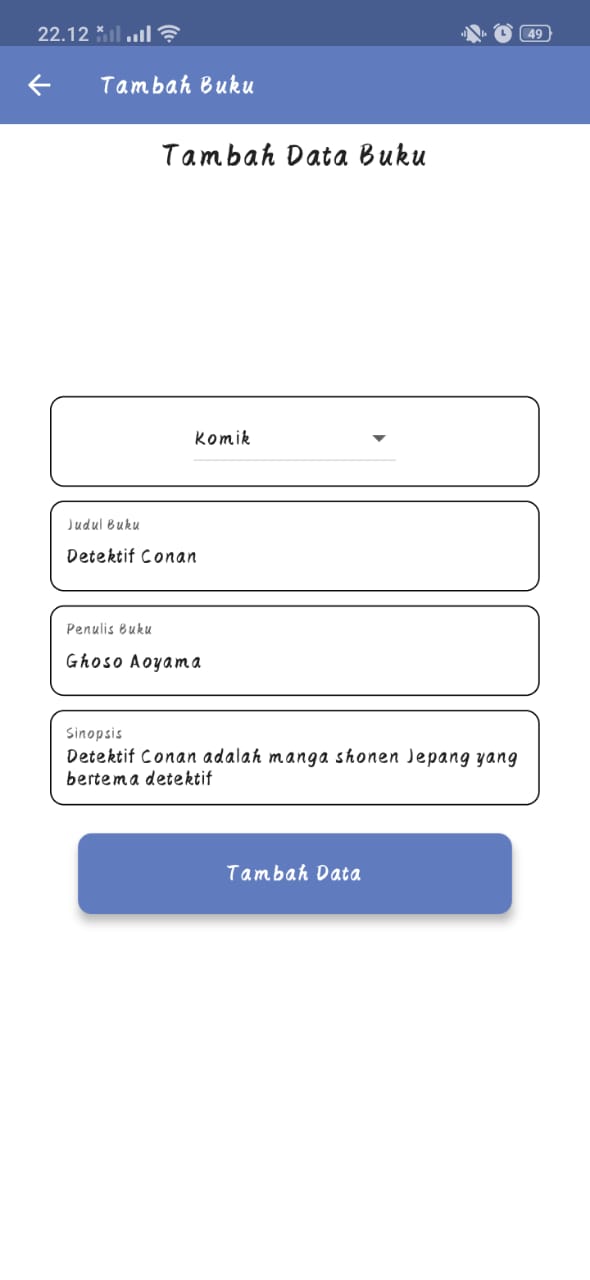 22.12
49
Tambah Buku
Tambah Data Buku
Komik
Judul Buku
Detektif Conan
Penulis Buku
Ghoso Aoyama
Sinopsis
Detektif Conan adalah manga shonen Jepang yang
bertema detektif
Tambah Data